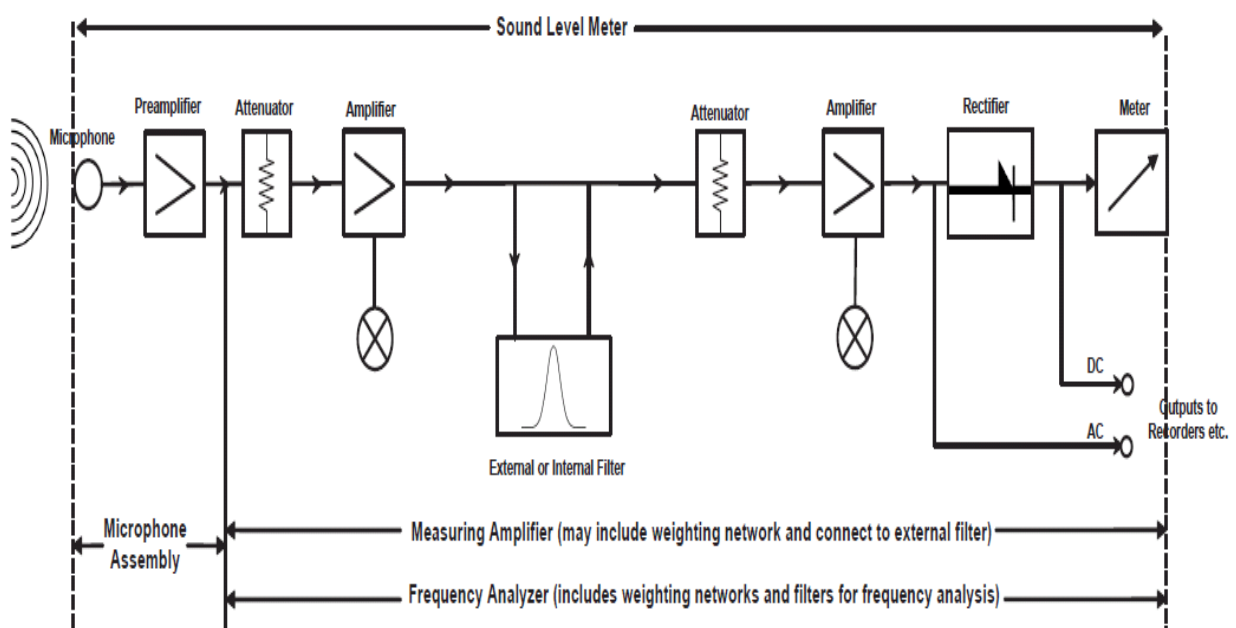 Sound Level Meter
Microphone
Preamplifier
Attenuator
Amplifier
Attenuator
Amplifier
Rectifier
Meter
External or Internal Filter
DC
AC
Outputs to
Recorders etc.
Microphone
Assembly
Measuring Amplifier (may include weighting network and connect to external filter)
Frequency Analyzer (includes weighting networks and filters for frequency analysis)